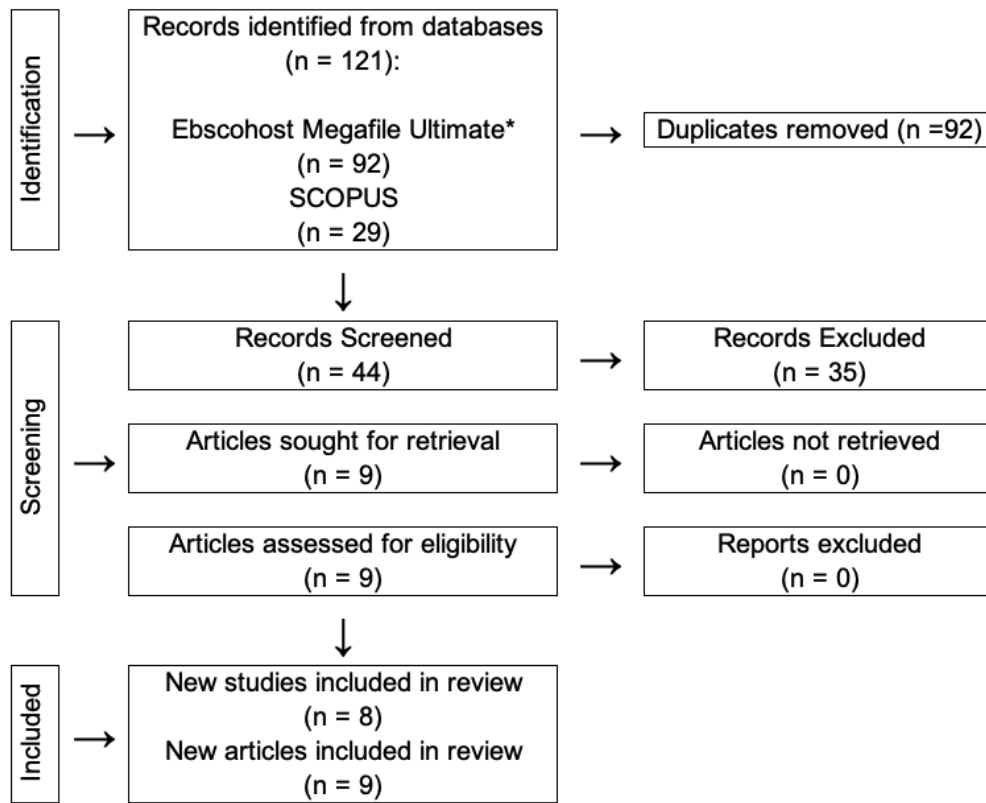 Identification
Records identified from databases
(n = 121):
Ebscohost Megafile Ultimate*
(n = 92)
SCOPUS
(n = 29)
Duplicates removed (n =92)
Screening
Records Screened
(n = 44)
Records Excluded
(n = 35)
Articles sought for retrieval
(n = 9)
Articles not retrieved
(n = 0)
Articles assessed for eligibility
(n = 9)
Reports excluded
(n = 0)
Included
New studies included in review
(n = 8)
New articles included in review
(n = 9)